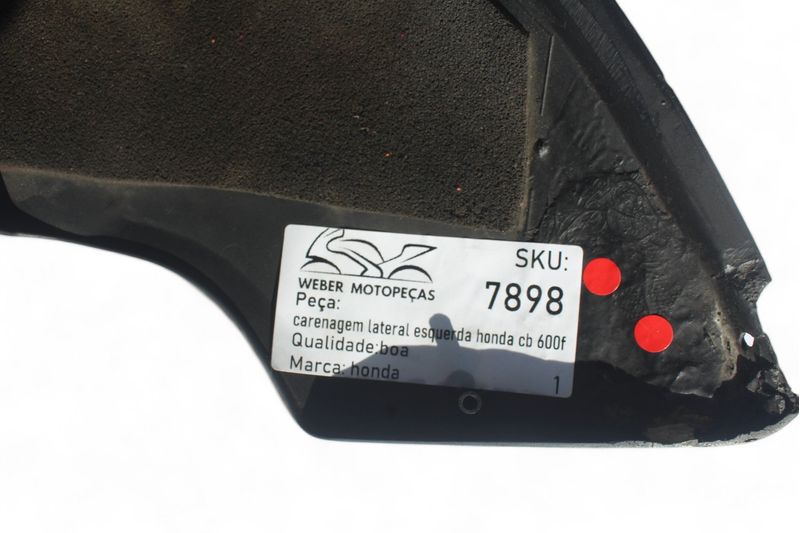 WEBER MOTOPEÇAS
SKU:
7898
Peça:
carenagem lateral esquerda honda cb 600f
Qualidade:boa
Marca: honda
1